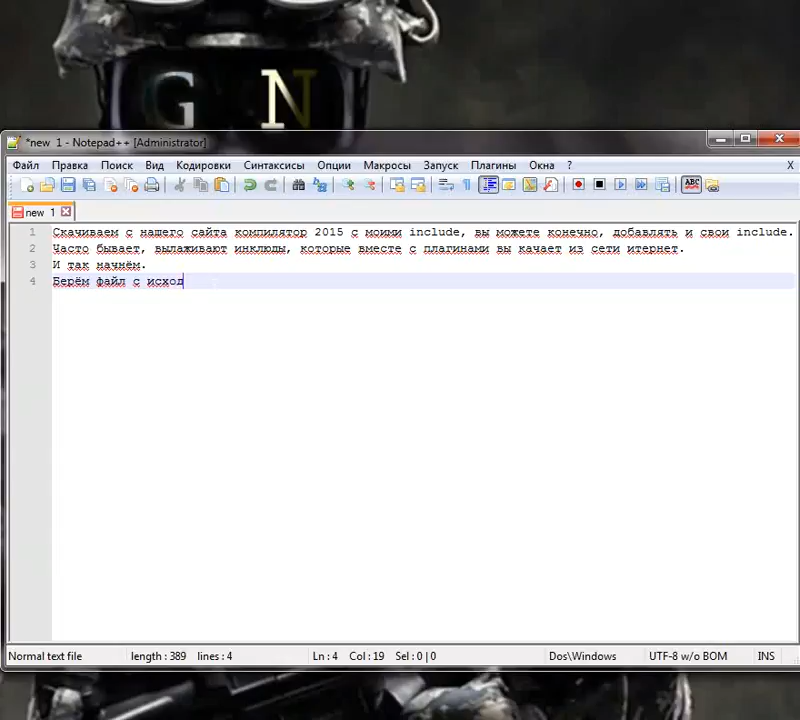 G N
*new 1 - Notepad++ [Administrator]
Файл Правка Поиск Вид Кодировки Синтаксисы Опции Макросы Запуск Плагины Окна ? X
ABC
new 1
1 Скачиваем с нашего сайта компилятор 2015 с моими include, вы можете конечно, добавлять и свои include.
2 Часто бывает, вылаживают инклюды, которые вместе с плагинами вы качает из сети итернет.
3 И так начнём.
4 Берём файл с исход
Normal text file length : 389 lines : 4 Ln : 4 Col : 19 Sel : 0 | 0 Dos\Windows UTF-8 w/o BOM INS